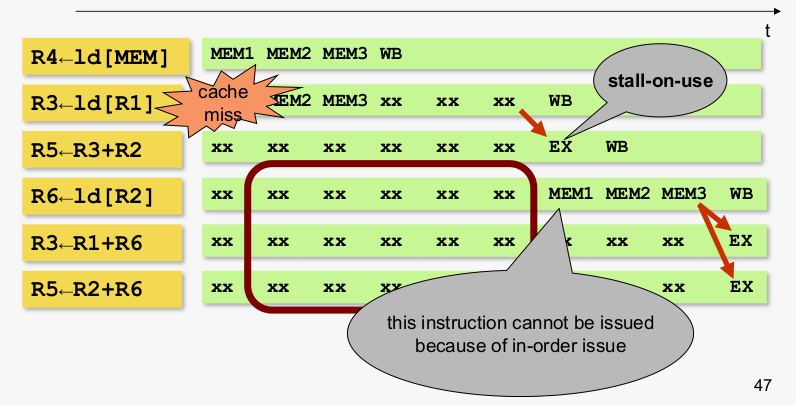 t
R4←ld[MEM] MEM1 MEM2 MEM3 WB
R3←ld[R1] MEM2 MEM3 xx xx xx WB
cache
miss
stall-on-use
R5←R3+R2 xx xx xx xx xx xx EX WB
R6←ld[R2] xx xx xx xx xx xx MEM1 MEM2 MEM3 WB
R3←R1+R6 xx xx xx xx xx xx xx xx EX
R5←R2+R6 xx xx xx xx xx EX
this instruction cannot be issued
because of in-order issue
47